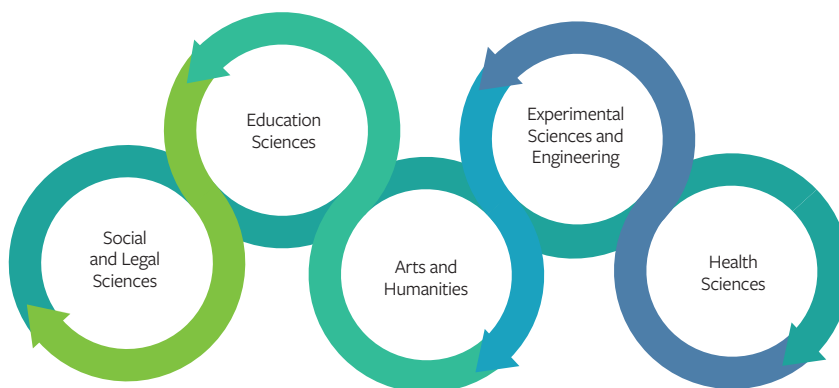 Social
and Legal
Sciences
Education
Sciences
Arts and
Humanities
Experimental
Sciences and
Engineering
Health
Sciences